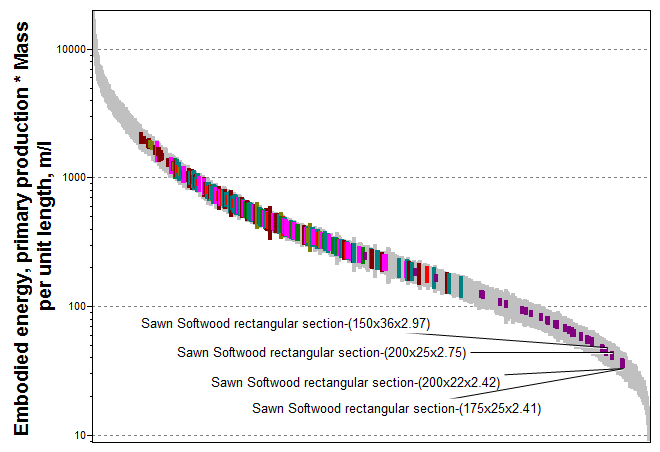 Embodied energy, primary production * Mass
per unit length, m/l
10000
1000
100
10
Sawn Softwood rectangular section-(150x36x2.97)
Sawn Softwood rectangular section-(200x25x2.75)
Sawn Softwood rectangular section-(200x22x2.42)
Sawn Softwood rectangular section-(175x25x2.41)